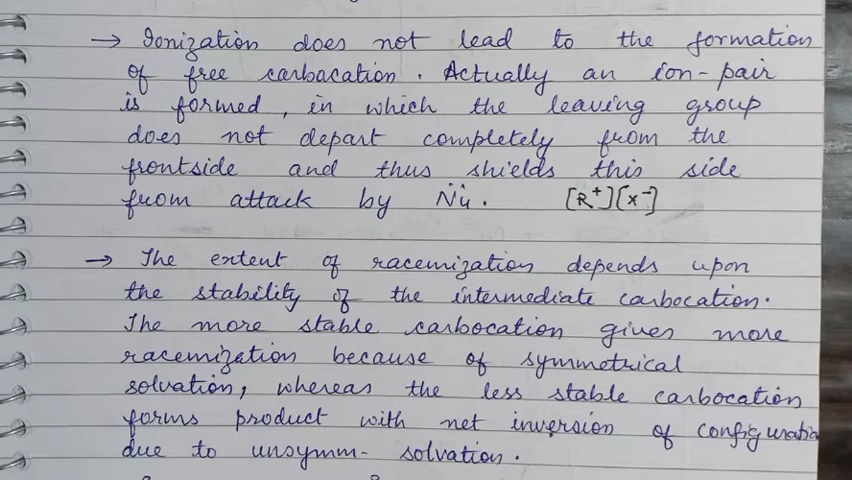 → Ionization does not lead to the formation
of free carbacation. Actually an ion-pair
is formed, in which the leaving group
does not depart completely from the
frontside and thus shields this side
from attack by N̈u. [R⁺][X⁻]
→ The extent of racemization depends upon
the stability of the intermediate carbocation.
The more stable carbocation gives more
racemization because of symmetrical
solvation, whereas the less stable carbocation
forms product with net inversion of configuration
due to unsymm- solvation.